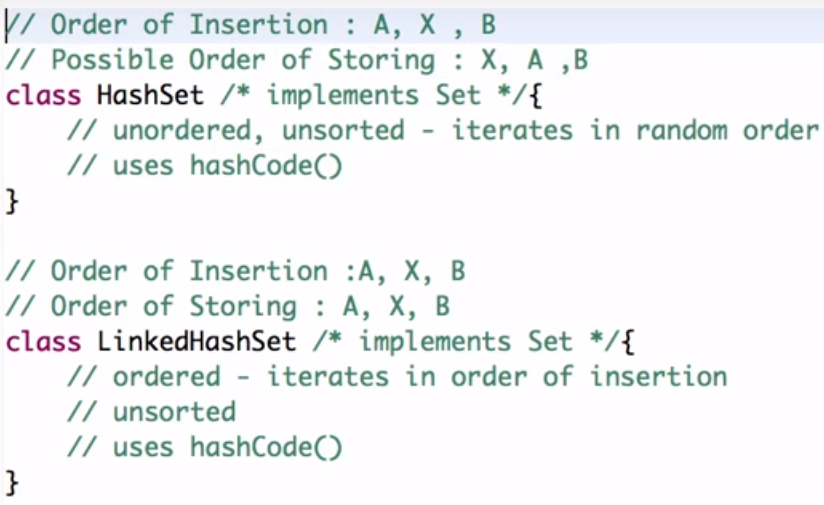 // Order of Insertion : A, X , B
// Possible Order of Storing : X, A ,B
class HashSet /* implements Set */{
// unordered, unsorted - iterates in random order
// uses hashCode()
}
// Order of Insertion :A, X, B
// Order of Storing : A, X, B
class LinkedHashSet /* implements Set */{
// ordered - iterates in order of insertion
// unsorted
// uses hashCode()
}